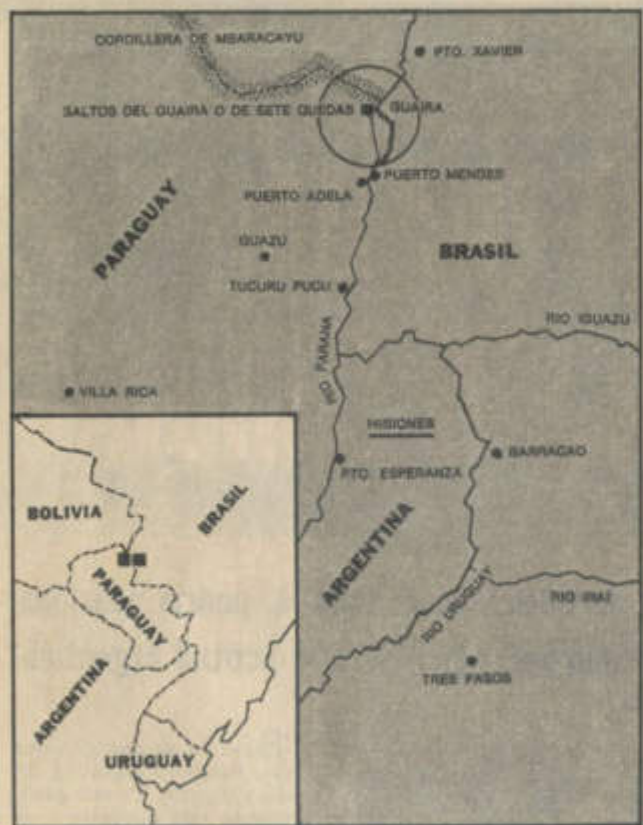 CORDILLERA DE MBARACAYU
PTO. XAVIER
SALTOS DEL GUAIRA O DE SETE QUEDAS
GUAIRA
PUERTO MENDES
PUERTO ADELA
PARAGUAY
GUAZU
BRASIL
TUCURU PUCU
RIO IGUAZU
RIO PARANA
VILLA RICA
MISIONES
BARRACAO
PTO. ESPERANZA
ARGENTINA
RIO URUGUAY
TRES PASOS
BOLIVIA
BRASIL
PARAGUAY
ARGENTINA
URUGUAY